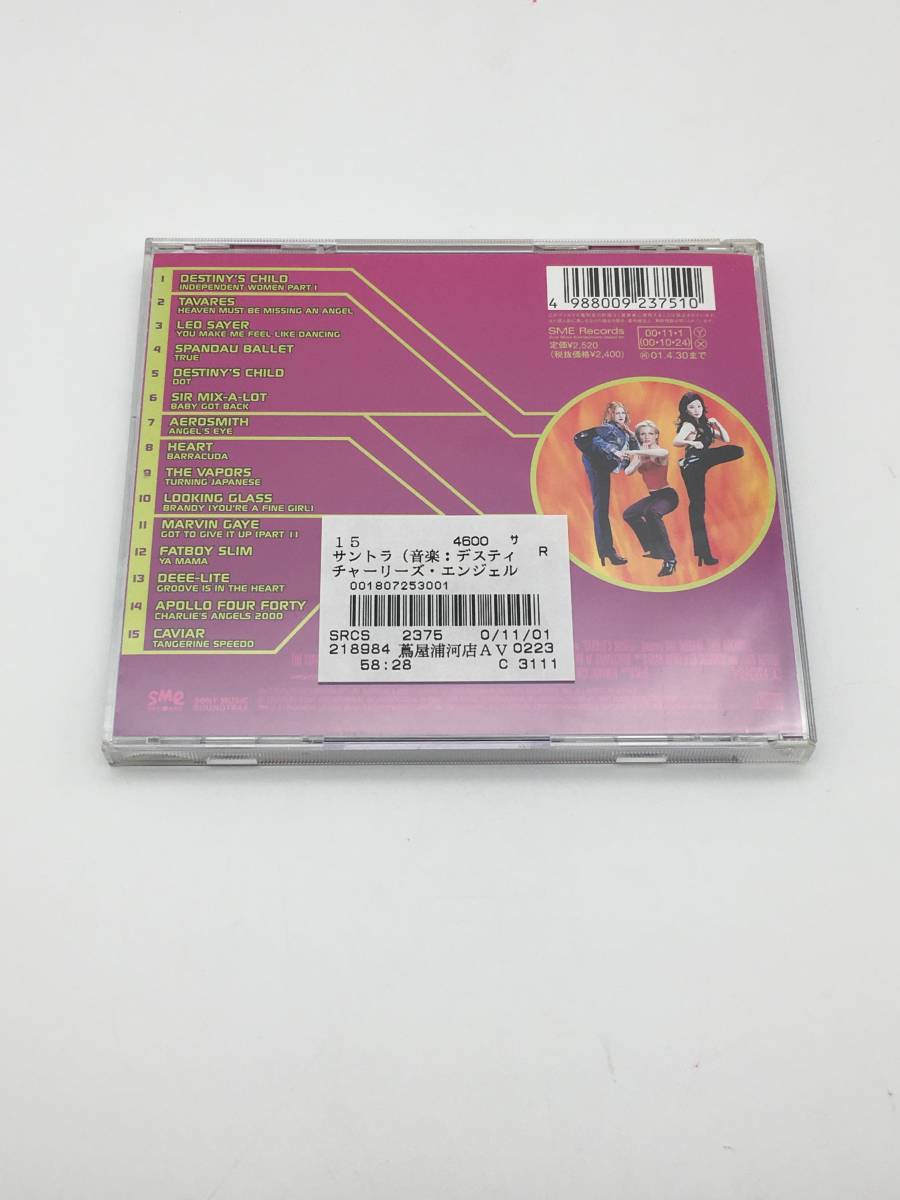 1 DESTINY'S CHILD
INDEPENDENT WOMEN PART I
2 TAVARES
HEAVEN MUST BE MISSING AN ANGEL
3 LEO SAYER
YOU MAKE ME FEEL LIKE DANCING
4 SPANDAU BALLET
TRUE
5 DESTINY'S CHILD
DOT
6 SIR MIX-A-LOT
BABY GOT BACK
7 AEROSMITH
ANGEL'S EYE
8 HEART
BARRACUDA
9 THE VAPORS
TURNING JAPANESE
10 LOOKING GLASS
BRANDY (YOU'RE A FINE GIRL)
11 MARVIN GAYE
GOT TO GIVE IT UP (PART 1)
12 FATBOY SLIM
YA MAMA
13 DEEE-LITE
GROOVE IS IN THE HEART
14 APOLLO FOUR FORTY
CHARLIE'S ANGELS 2000
15 CAVIAR
TANGERINE SPEEDO
4 988009 237510
SME Records
定価¥2,520
(税抜価格¥2,400)
00・11・1
(00・10・24)
01.4.30まで
Y
X
15 4600 サ
サントラ(音楽:デスティ R
チャーリーズ・エンジェル
001807253001
SRCS 2375 0/11/01
218984 蔦屋浦河店AV 0223
58:28 C 3111
SONY MUSIC
SOUNDTRAX